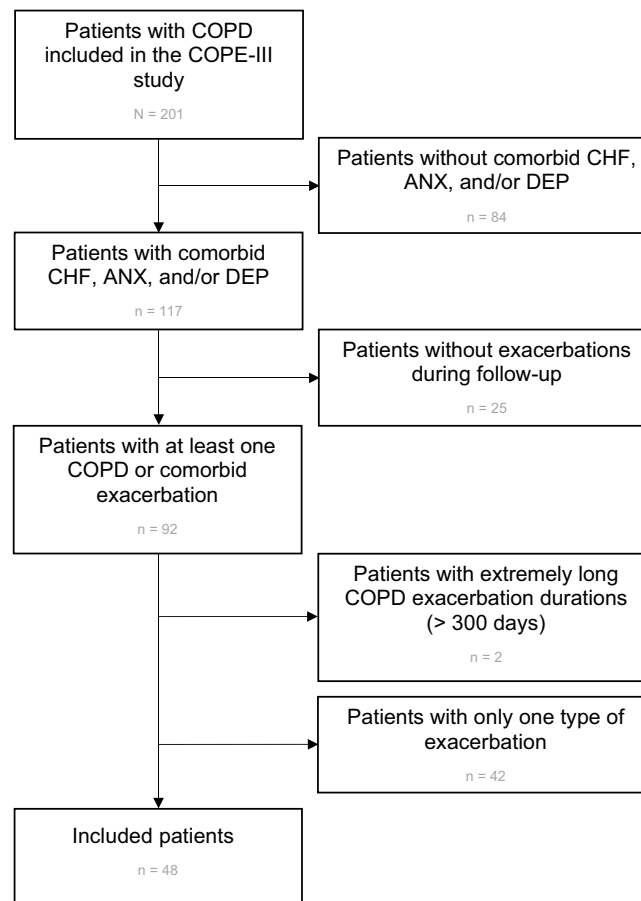 Patients with COPD
included in the COPE-III
study
N = 201
Patients without comorbid CHF,
ANX, and/or DEP
n = 84
Patients with comorbid
CHF, ANX, and/or DEP
n = 117
Patients without exacerbations
during follow-up
n = 25
Patients with at least one
COPD or comorbid
exacerbation
n = 92
Patients with extremely long
COPD exacerbation durations
(> 300 days)
n = 2
Patients with only one type of
exacerbation
n = 42
Included patients
n = 48